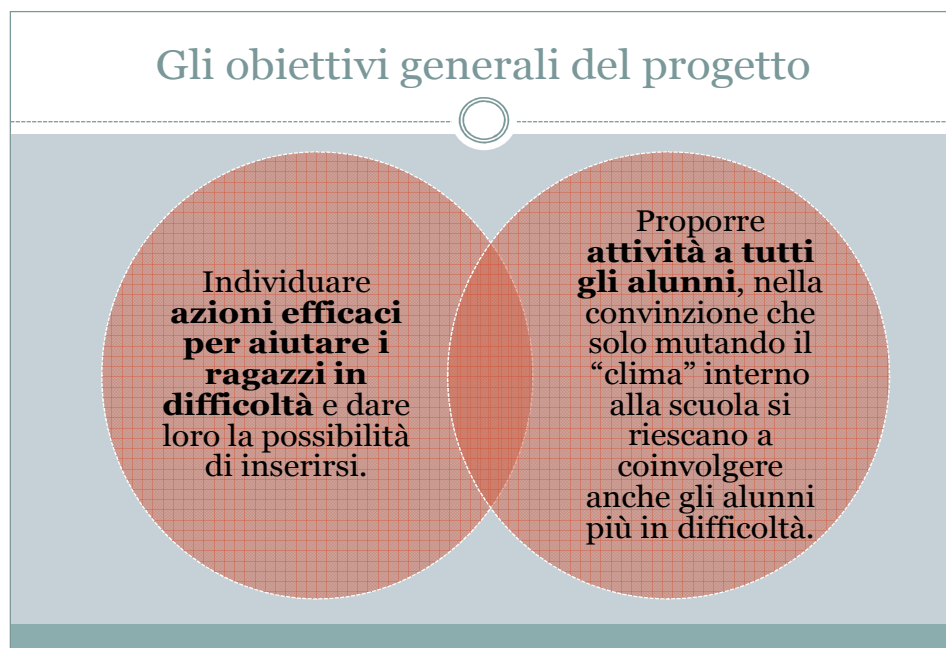 Gli obiettivi generali del progetto
Individuare
azioni efficaci
per aiutare i
ragazzi in
difficoltà e dare
loro la possibilità
di inserirsi.
Proporre
attività a tutti
gli alunni, nella
convinzione che
solo mutando il
“clima” interno
alla scuola si
riescano a
coinvolgere
anche gli alunni
più in difficoltà.